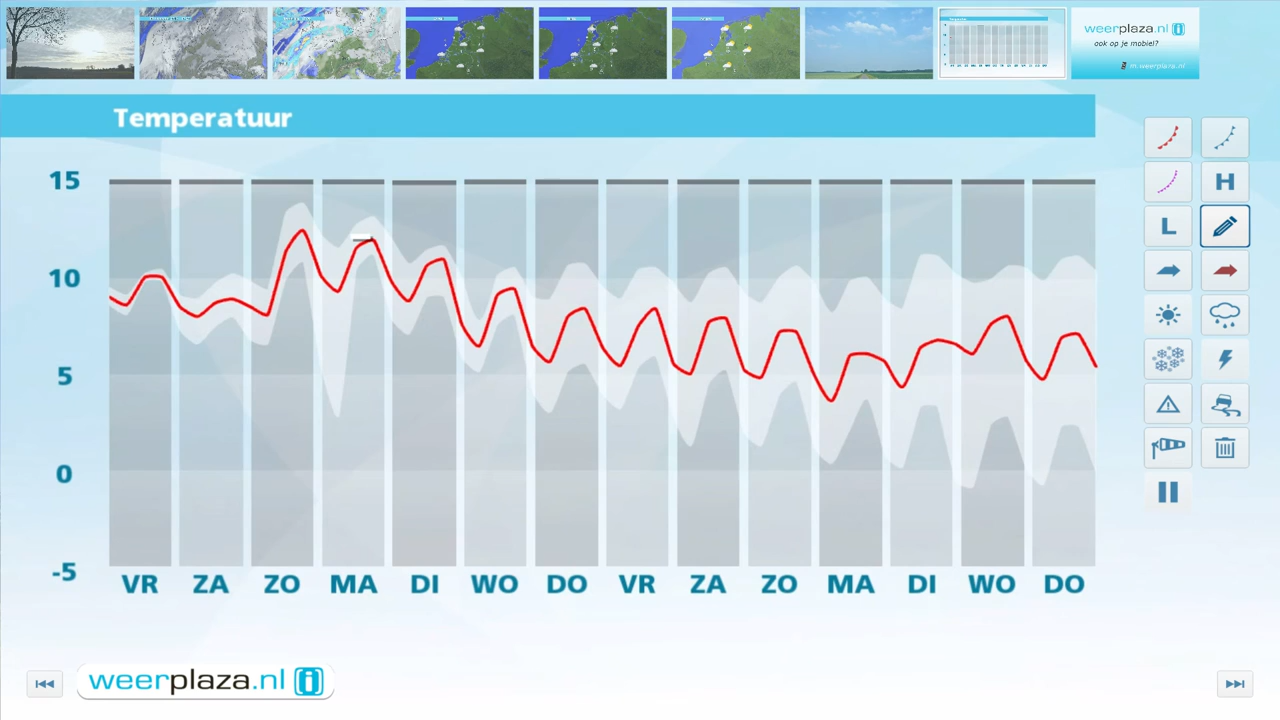 weerplaza.nl i
ook op je mobiel?
m.weerplaza.nl
Temperatuur
15
10
5
0
-5
VR ZA ZO MA DI WO DO VR ZA ZO MA DI WO DO
H
L
weerplaza.nl i